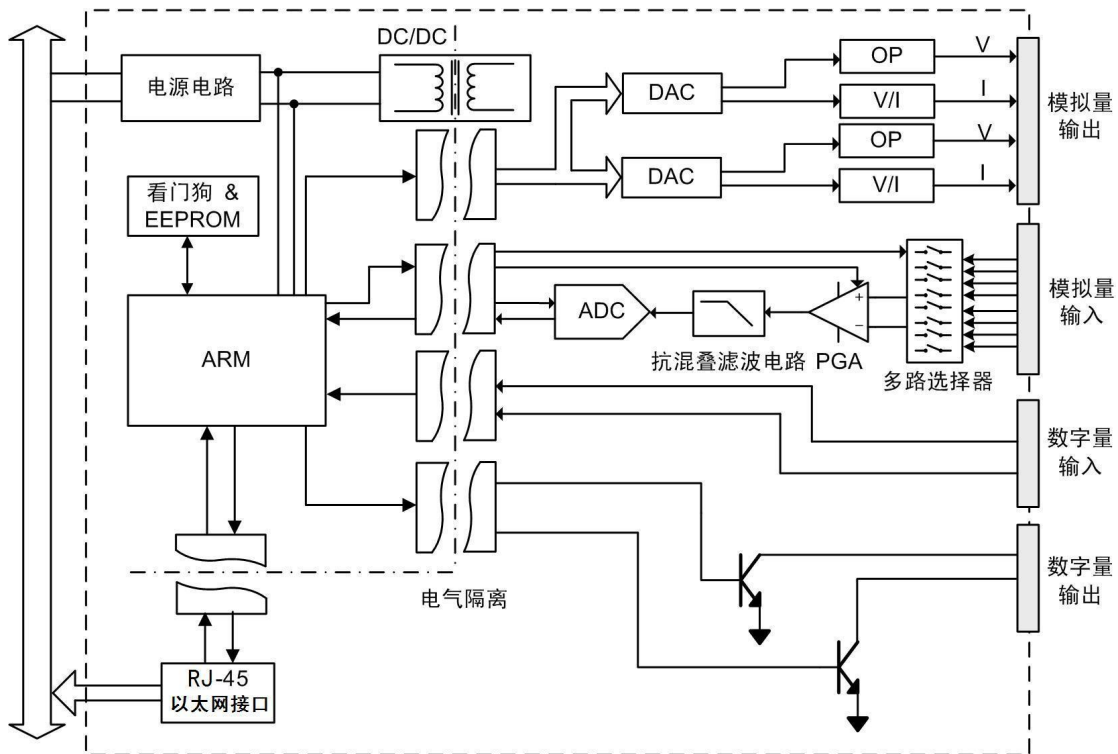 DC/DC
电源电路
DAC
OP
V
V/I
I
模拟量
输出
DAC
OP
V
V/I
I
看门狗 &
EEPROM
ARM
ADC
抗混叠滤波电路
PGA
+
−
多路选择器
模拟量
输入
数字量
输入
数字量
输出
电气隔离
RJ-45
以太网接口